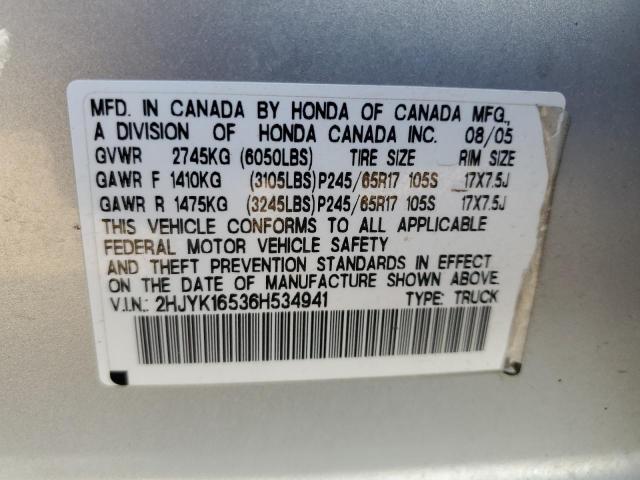 MFD. IN CANADA BY HONDA OF CANADA MFG.,
A DIVISION OF HONDA CANADA INC. 08/05
GVWR 2745KG (6050LBS) TIRE SIZE RIM SIZE
GAWR F 1410KG (3105LBS) P245/65R17 105S 17X7.5J
GAWR R 1475KG (3245LBS) P245/65R17 105S 17X7.5J
THIS VEHICLE CONFORMS TO ALL APPLICABLE
FEDERAL MOTOR VEHICLE SAFETY
AND THEFT PREVENTION STANDARDS IN EFFECT
ON THE DATE OF MANUFACTURE SHOWN ABOVE.
V.I.N.: 2HJYK16536H534941 TYPE: TRUCK